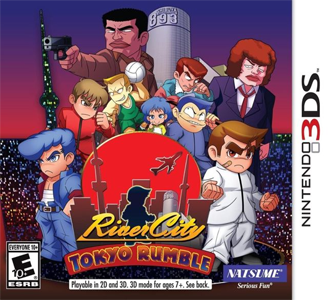 893
NINTENDO 3DS
River City
TOKYO RUMBLE
EVERYONE 10+
E
10+
ESRB
Playable in 2D and 3D. 3D mode for ages 7+. See back.
NATSUME
Serious Fun